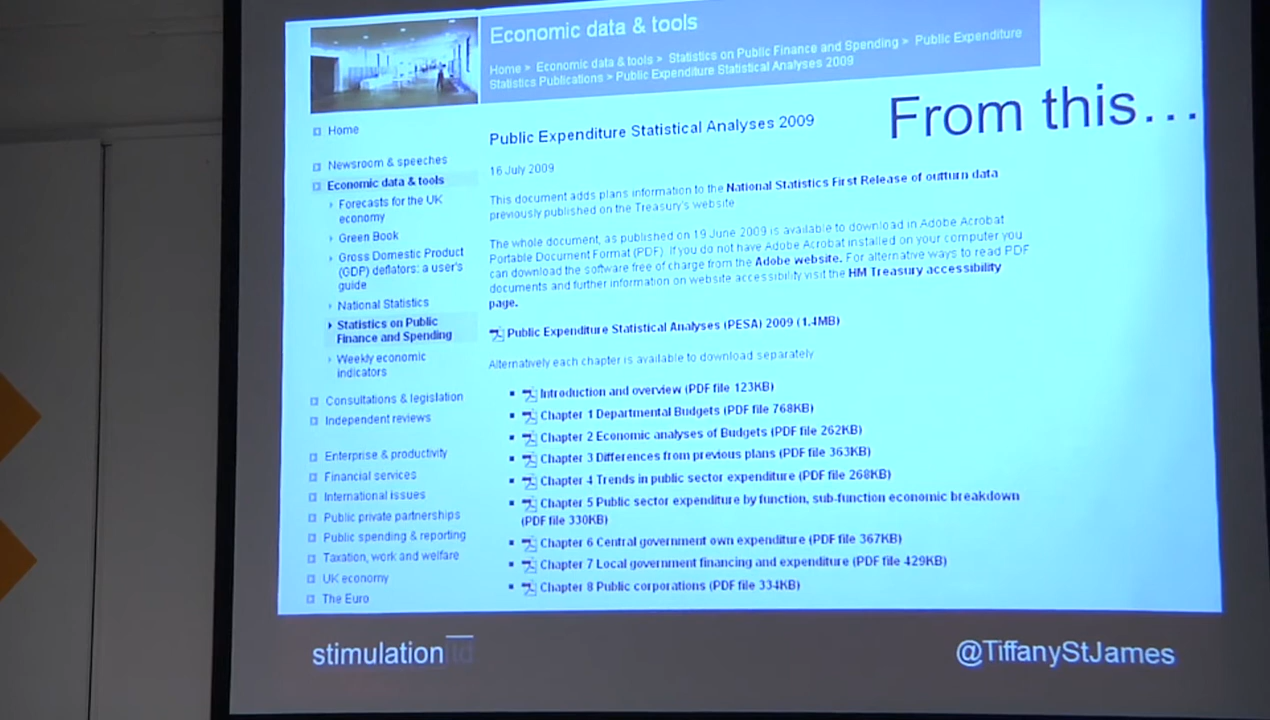 Economic data & tools
Home > Economic data & tools > Statistics on Public Finance and Spending > Public Expenditure
Statistics Publications > Public Expenditure Statistical Analyses 2009
From this...
Home
Newsroom & speeches
Economic data & tools
Forecasts for the UK
economy
Green Book
Gross Domestic Product
(GDP) deflators: a user's
guide
National Statistics
Statistics on Public
Finance and Spending
Weekly economic
indicators
Consultations & legislation
Independent reviews
Enterprise & productivity
Financial services
International issues
Public private partnerships
Public spending & reporting
Taxation, work and welfare
UK economy
The Euro
Public Expenditure Statistical Analyses 2009
16 July 2009
This document adds plans information to the National Statistics First Release of outturn data
previously published on the Treasury's website
The whole document, as published on 19 June 2009 is available to download in Adobe Acrobat
Portable Document Format (PDF). If you do not have Adobe Acrobat installed on your computer you
can download the software free of charge from the Adobe website. For alternative ways to read PDF
documents and further information on website accessibility visit the HM Treasury accessibility
page.
Public Expenditure Statistical Analyses (PESA) 2009 (1.4MB)
Alternatively each chapter is available to download separately
Introduction and overview (PDF file 123KB)
Chapter 1 Departmental Budgets (PDF file 768KB)
Chapter 2 Economic analyses of Budgets (PDF file 262KB)
Chapter 3 Differences from previous plans (PDF file 363KB)
Chapter 4 Trends in public sector expenditure (PDF file 268KB)
Chapter 5 Public sector expenditure by function, sub-function economic breakdown
(PDF file 330KB)
Chapter 6 Central government own expenditure (PDF file 367KB)
Chapter 7 Local government financing and expenditure (PDF file 429KB)
Chapter 8 Public corporations (PDF file 334KB)
stimulation ltd
@TiffanyStJames